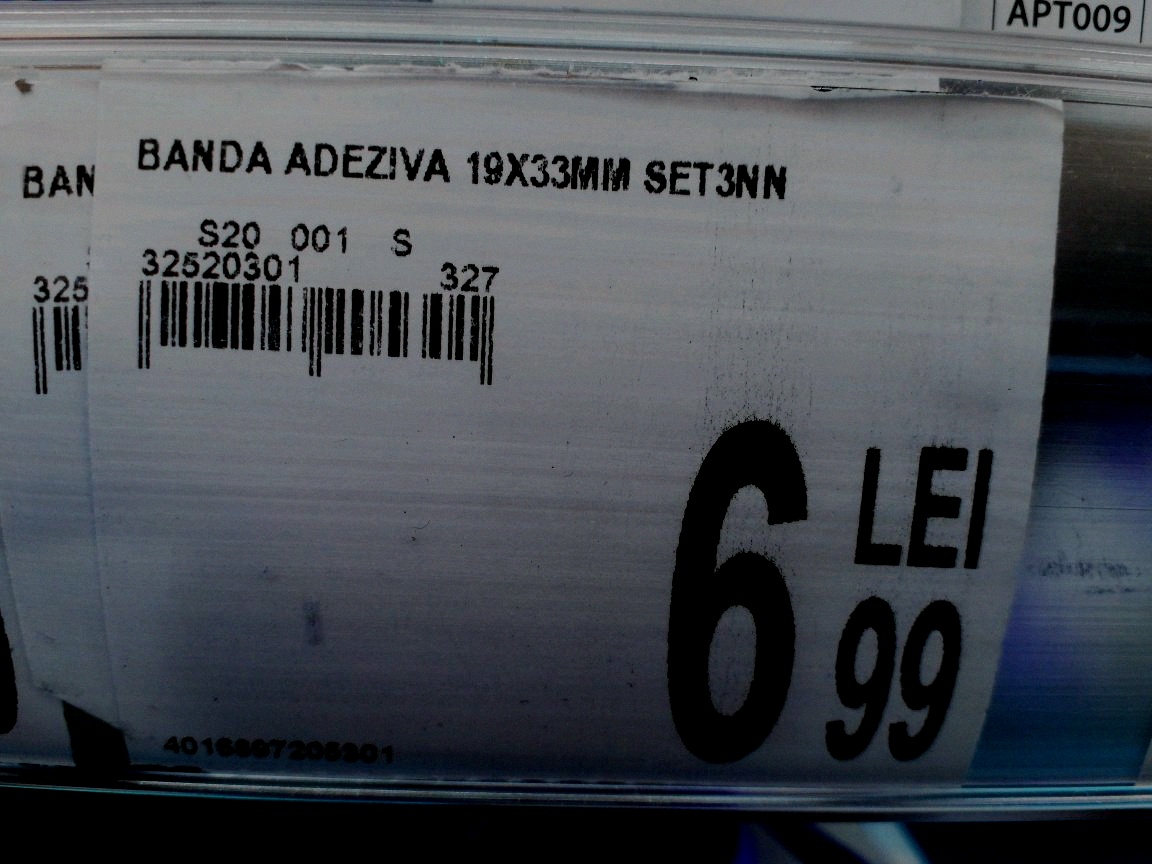 APT009
BANDA ADEZIVA 19X33MM SET3NN
BAN
S20 001 S
32520301 327
325
6 LEI
99